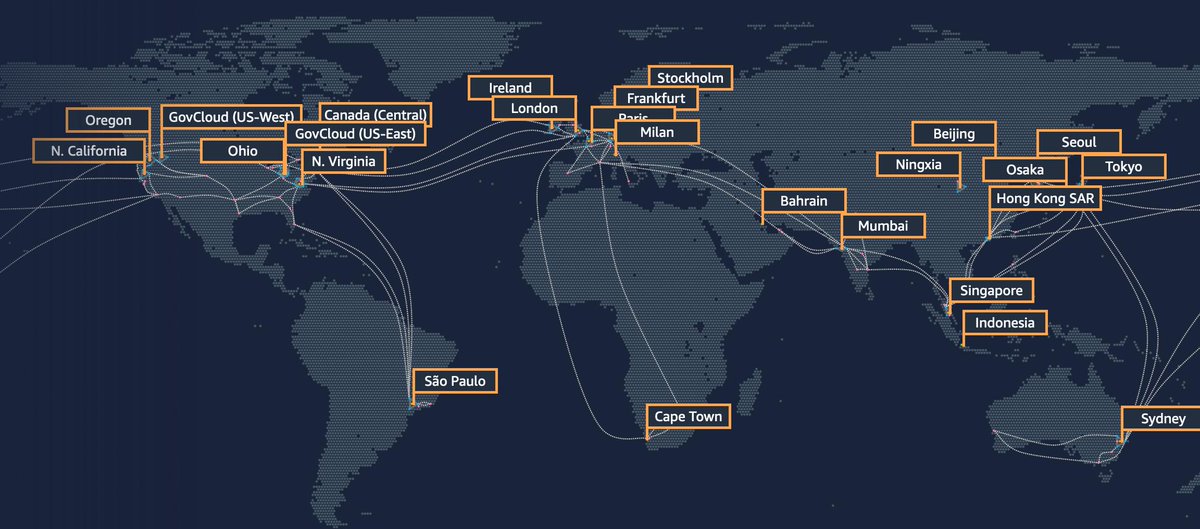 Stockholm
Ireland
Frankfurt
London
Paris
Milan
Oregon
GovCloud (US-West)
Canada (Central)
GovCloud (US-East)
N. California
Ohio
N. Virginia
Beijing
Seoul
Ningxia
Osaka
Tokyo
Hong Kong SAR
Bahrain
Mumbai
Singapore
Indonesia
São Paulo
Cape Town
Sydney